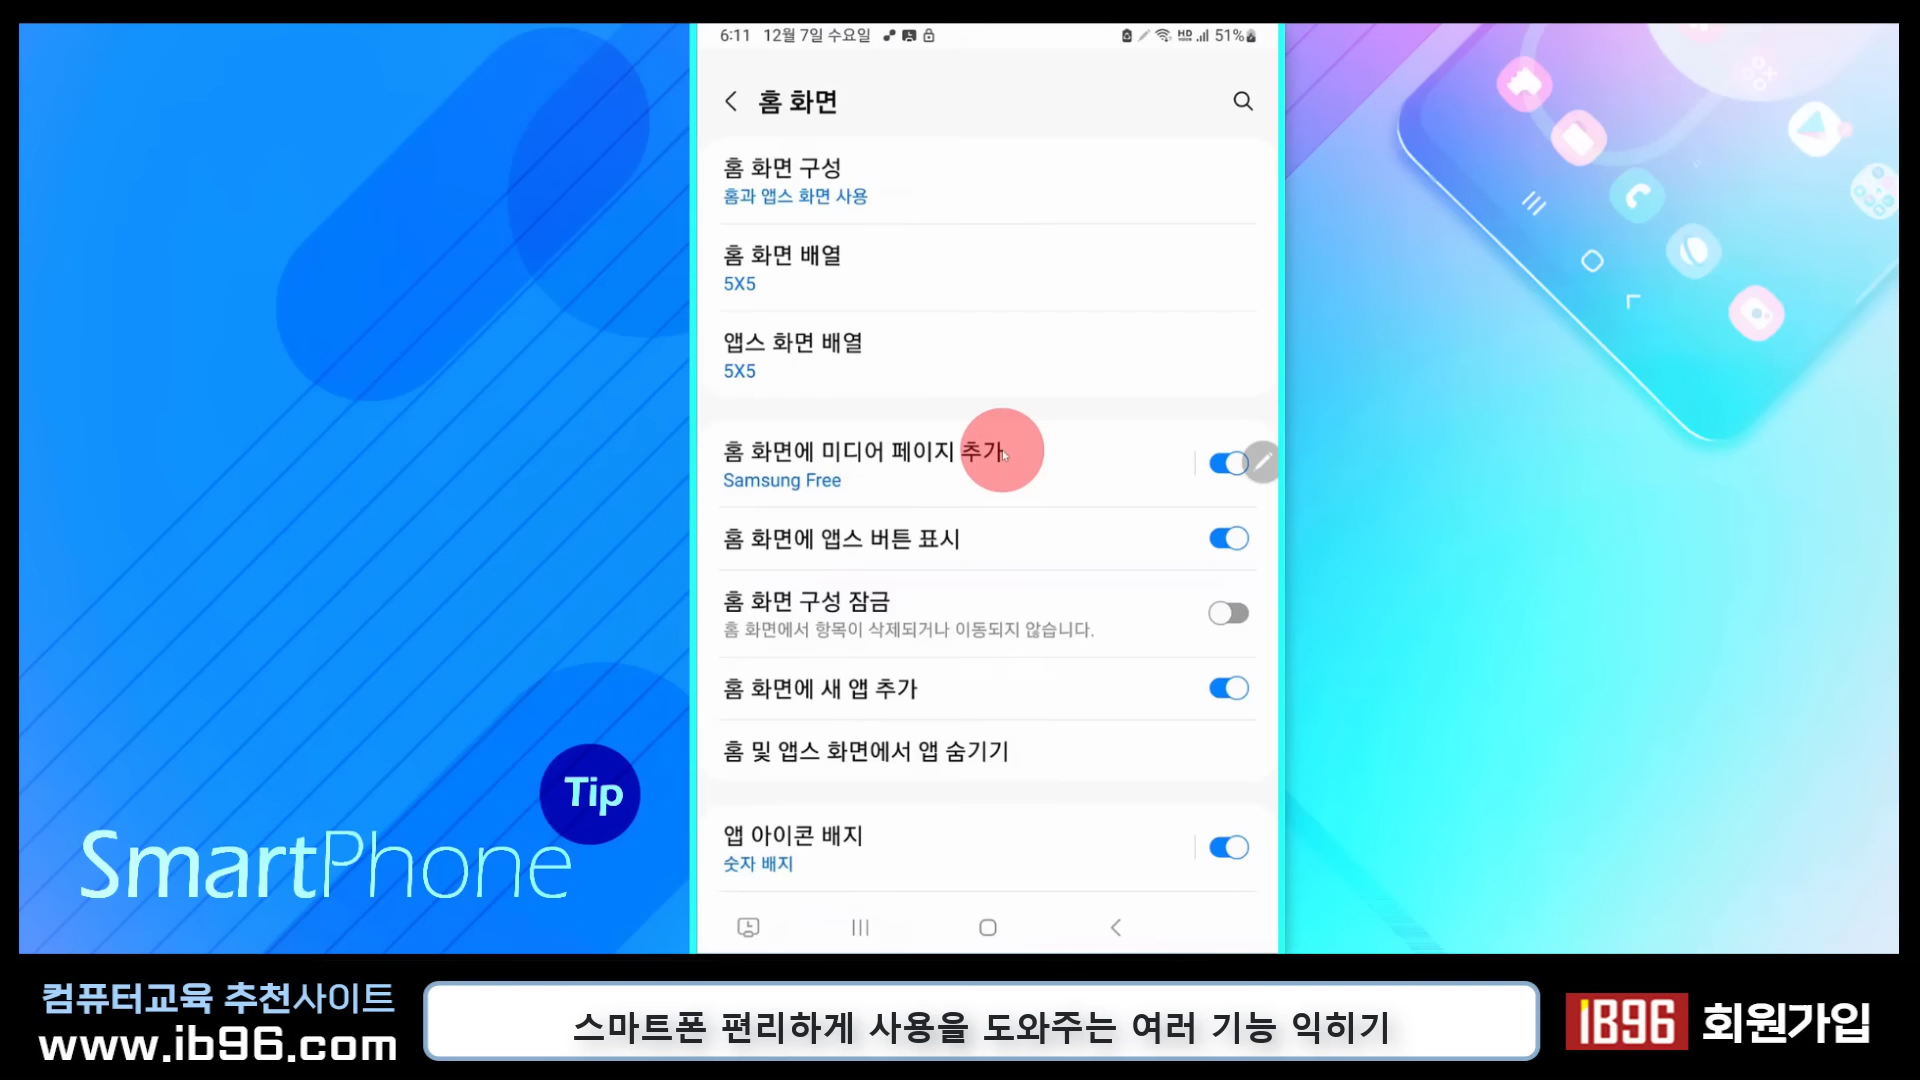 6:11 12월 7일 수요일
HD 51%
홈 화면
홈 화면 구성
홈과 앱스 화면 사용
홈 화면 배열
5X5
앱스 화면 배열
5X5
홈 화면에 미디어 페이지 추가
Samsung Free
홈 화면에 앱스 버튼 표시
홈 화면 구성 잠금
홈 화면에서 항목이 삭제되거나 이동되지 않습니다.
홈 화면에 새 앱 추가
홈 및 앱스 화면에서 앱 숨기기
앱 아이콘 배지
숫자 배지
Tip
SmartPhone
컴퓨터교육 추천사이트
www.ib96.com
스마트폰 편리하게 사용을 도와주는 여러 기능 익히기
IB96 회원가입